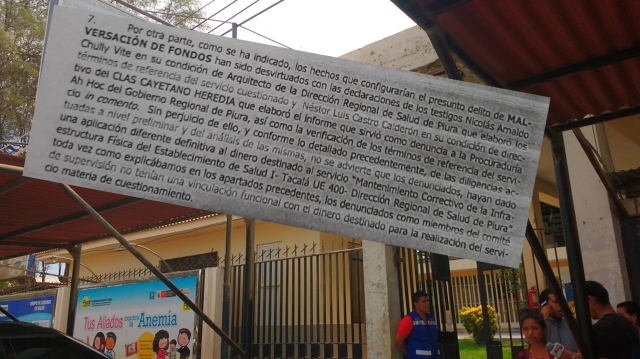 7. Por otra parte, como se ha indicado, los hechos que configurarían el presunto delito de MAL-
VERSACIÓN DE FONDOS han sido desvirtuados con las declaraciones de los testigos Nicolás Arnaldo
Chully Vite en su condición de Arquitecto de la Dirección Regional de Salud de Piura que elaboró los
términos de referencia del servicio cuestionado y Néstor Luis Castro Calderón en su condición de direc-
tivo del CLAS CAYETANO HEREDIA que elaboró el informe que sirvió como denuncia a la Procuraduría
Ah Hoc del Gobierno Regional de Piura, así como la verificación de los términos de referencia del servi-
cio in comento. Sin perjuicio de ello, y conforme lo detallado precedentemente, de las diligencias ac-
tuadas a nivel preliminar y del análisis de las mismas, no se advierte que los denunciados, hayan dado
una aplicación diferente definitiva al dinero destinado al servicio "Mantenimiento Correctivo de la Infra-
estructura Física del Establecimiento de Salud I- Tacalá UE 400- Dirección Regional de Salud de Piura"
toda vez como explicábamos en los apartados precedentes, los denunciados como miembros del comité
de supervisión no tenían una vinculación funcional con el dinero destinado para la realización del servi-
cio materia de cuestionamiento.
Tus Aliados contra la
Anemia